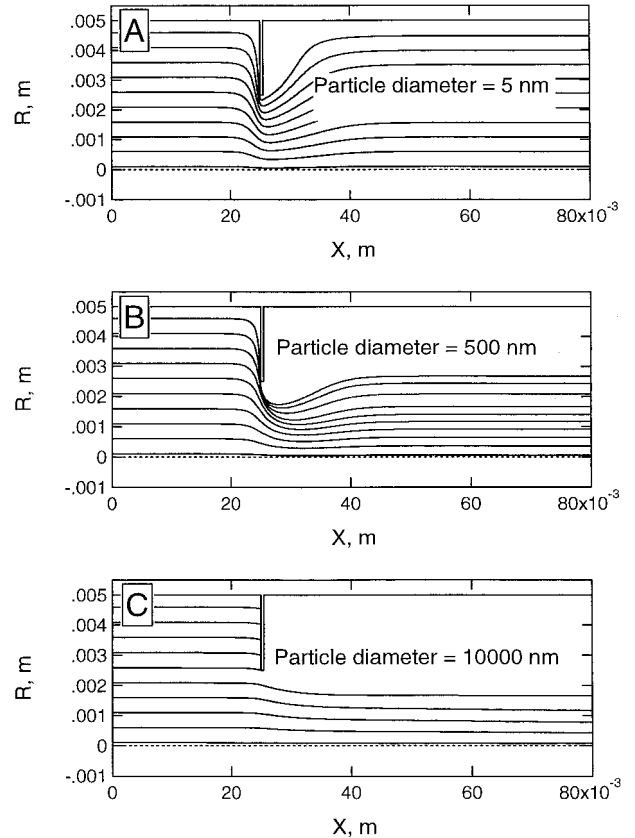 A
.005
.004
.003
.002
.001
0
-.001
R, m
Particle diameter = 5 nm
0
20
40
60
80x10-3
X, m
B
.005
.004
.003
.002
.001
0
-.001
R, m
Particle diameter = 500 nm
0
20
40
60
80x10-3
X, m
C
.005
.004
.003
.002
.001
0
-.001
R, m
Particle diameter = 10000 nm
0
20
40
60
80x10-3
X, m